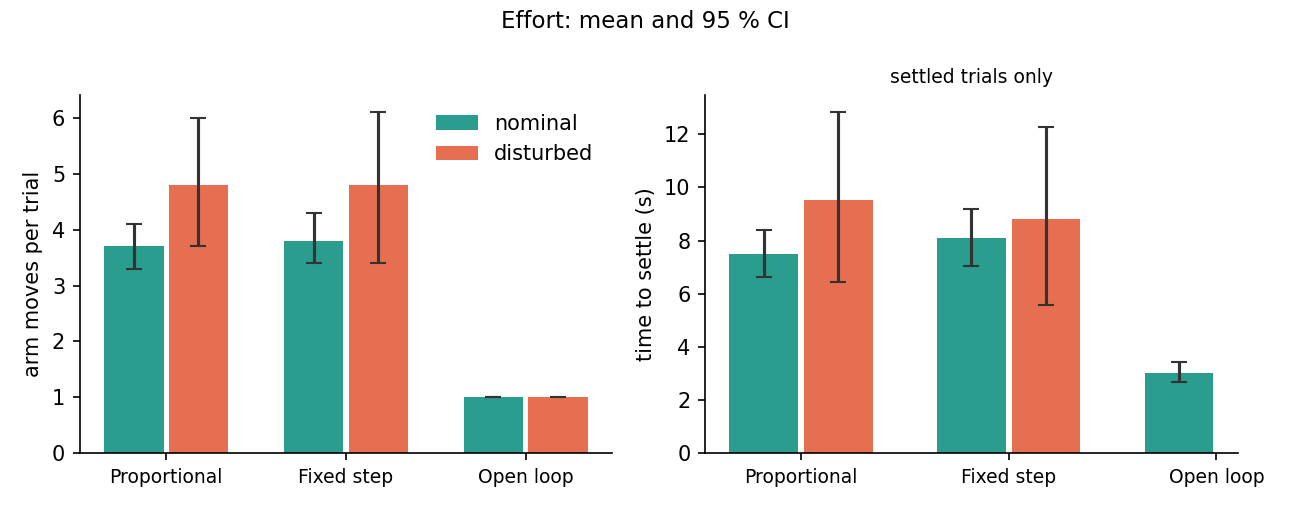 Effort: mean and 95 % CI
arm moves per trial
6
5
4
3
2
1
0
nominal
disturbed
Proportional
Fixed step
Open loop
settled trials only
time to settle (s)
12
10
8
6
4
2
0
Proportional
Fixed step
Open loop